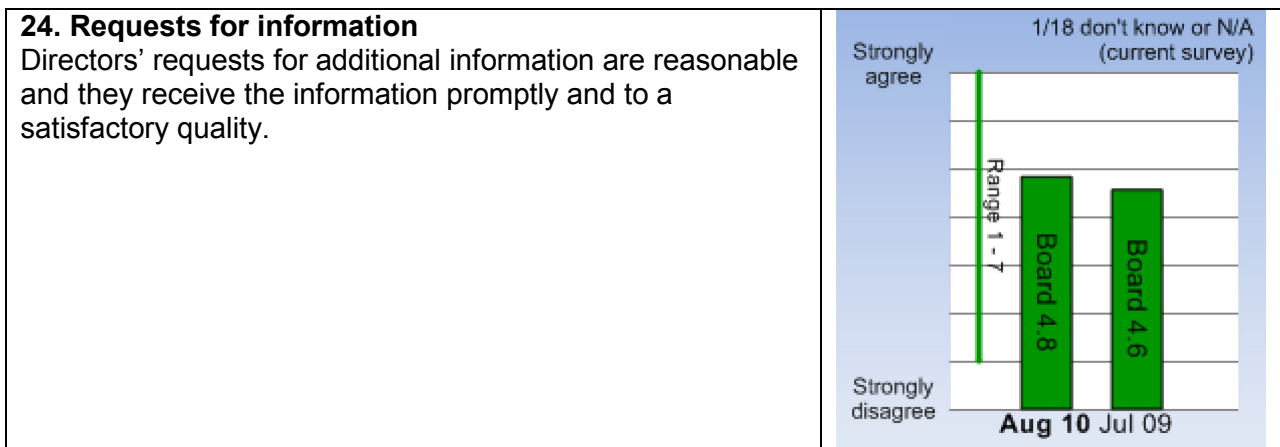 24. Requests for information
Directors’ requests for additional information are reasonable
and they receive the information promptly and to a
satisfactory quality.
1/18 don't know or N/A
(current survey)
Strongly
agree
Range 1 - 7
Board 4.8
Board 4.6
Strongly
disagree
Aug 10 Jul 09